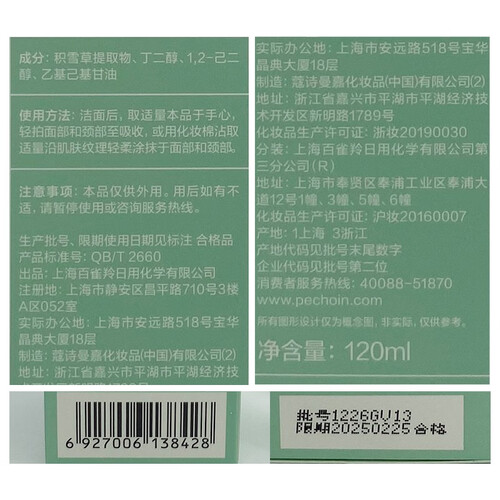 成分：积雪草提取物、丁二醇、1,2-己二
醇、乙基己基甘油
使用方法：洁面后，取适量本品于手心，
轻拍面部和颈部至吸收，或用化妆棉沾取
适量沿肌肤纹理轻柔涂抹于面部和颈部。
注意事项：本品仅供外用。用后如有不
适，请暂停使用或咨询服务热线。
生产批号、限期使用日期见标注 合格品
产品标准号：QB/T 2660
出品：上海百雀羚日用化学有限公司
注册地：上海市静安区昌平路710号3楼
A区052室
实际办公地：上海市安远路518号宝华
晶典大厦18层
制造：蔻诗曼嘉化妆品(中国)有限公司(2)
地址：浙江省嘉兴市平湖市平湖经济技
实际办公地：上海市安远路518号宝华
晶典大厦18层
制造：蔻诗曼嘉化妆品(中国)有限公司(2)
地址：浙江省嘉兴市平湖市平湖经济技
术开发区新明路1789号
化妆品生产许可证：浙妆20190030
分装：上海百雀羚日用化学有限公司第
三分公司(R)
地址：上海市奉贤区奉浦工业区奉浦大
道12号1幢、3幢、5幢、6幢
化妆品生产许可证：沪妆20160007
产地：1上海 3浙江
产地代码见批号末尾数字
企业代码见批号第二位
消费者服务热线：40088-51870
www.pechoin.com
所有图形设计仅为概念图，非实际，仅供参考。
净含量：120ml
6 927006 138428
批号1226GV13
限期20250225合格